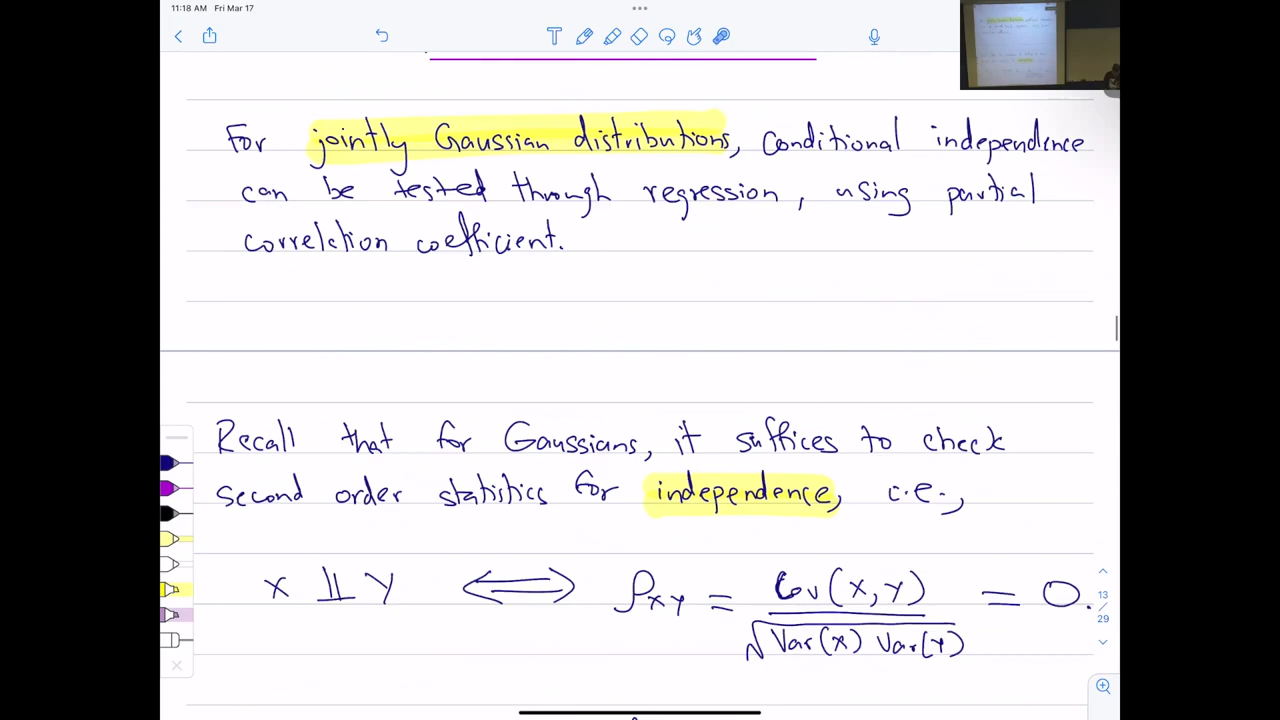 11:18 AM Fri Mar 17
For jointly Gaussian distributions, conditional independence
can be tested through regression, using partial
correlation coefficient.
Recall that for Gaussians, it suffices to check
second order statistics for independence, i.e.,
X ⫫ Y ⟺ ρ_XY = Cov(X,Y) / √(Var(X) Var(Y)) = 0.
13
/
29